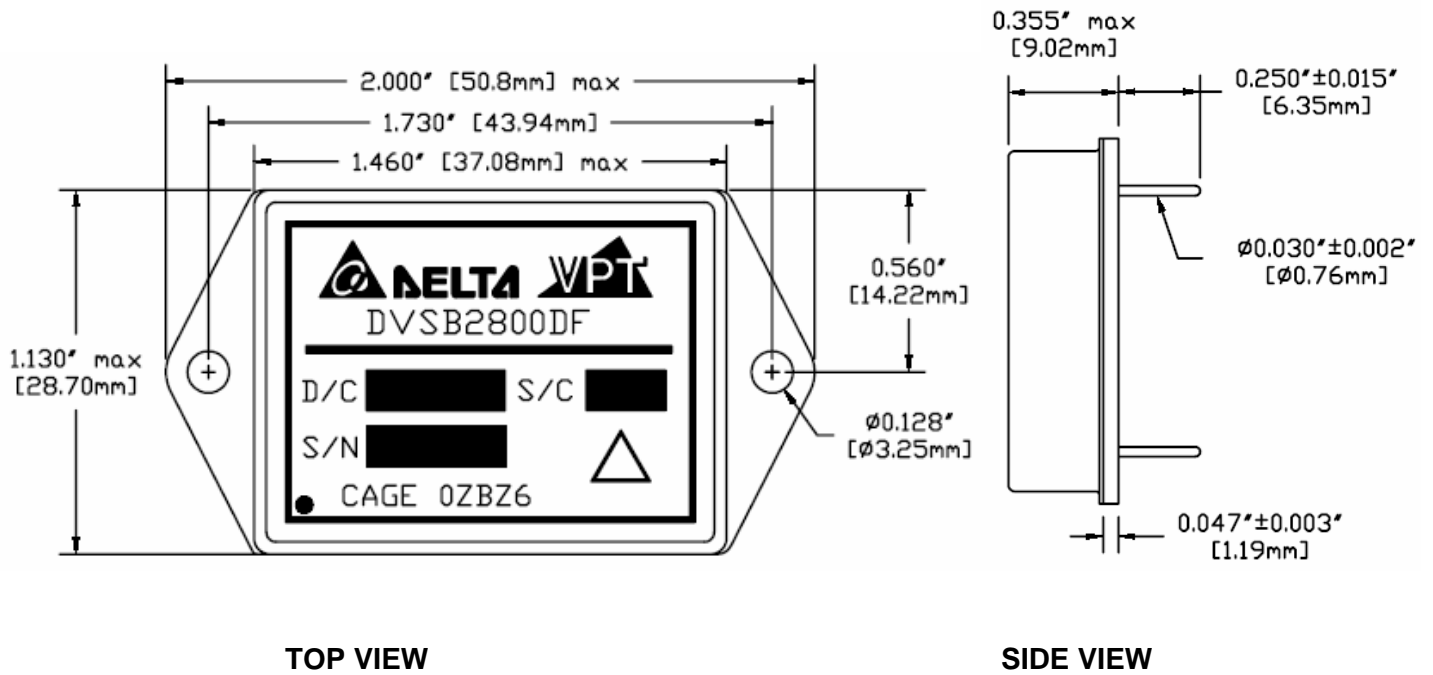 2.000" [50.8mm] max
1.730" [43.94mm]
1.460" [37.08mm] max
1.130" max
[28.70mm]
DELTA VPT
DVSB2800DF
D/C S/C
S/N
CAGE 0ZBZ6
0.560"
[14.22mm]
ø0.128"
[ø3.25mm]
TOP VIEW
0.355" max
[9.02mm]
0.250"±0.015"
[6.35mm]
ø0.030"±0.002"
[ø0.76mm]
0.047"±0.003"
[1.19mm]
SIDE VIEW